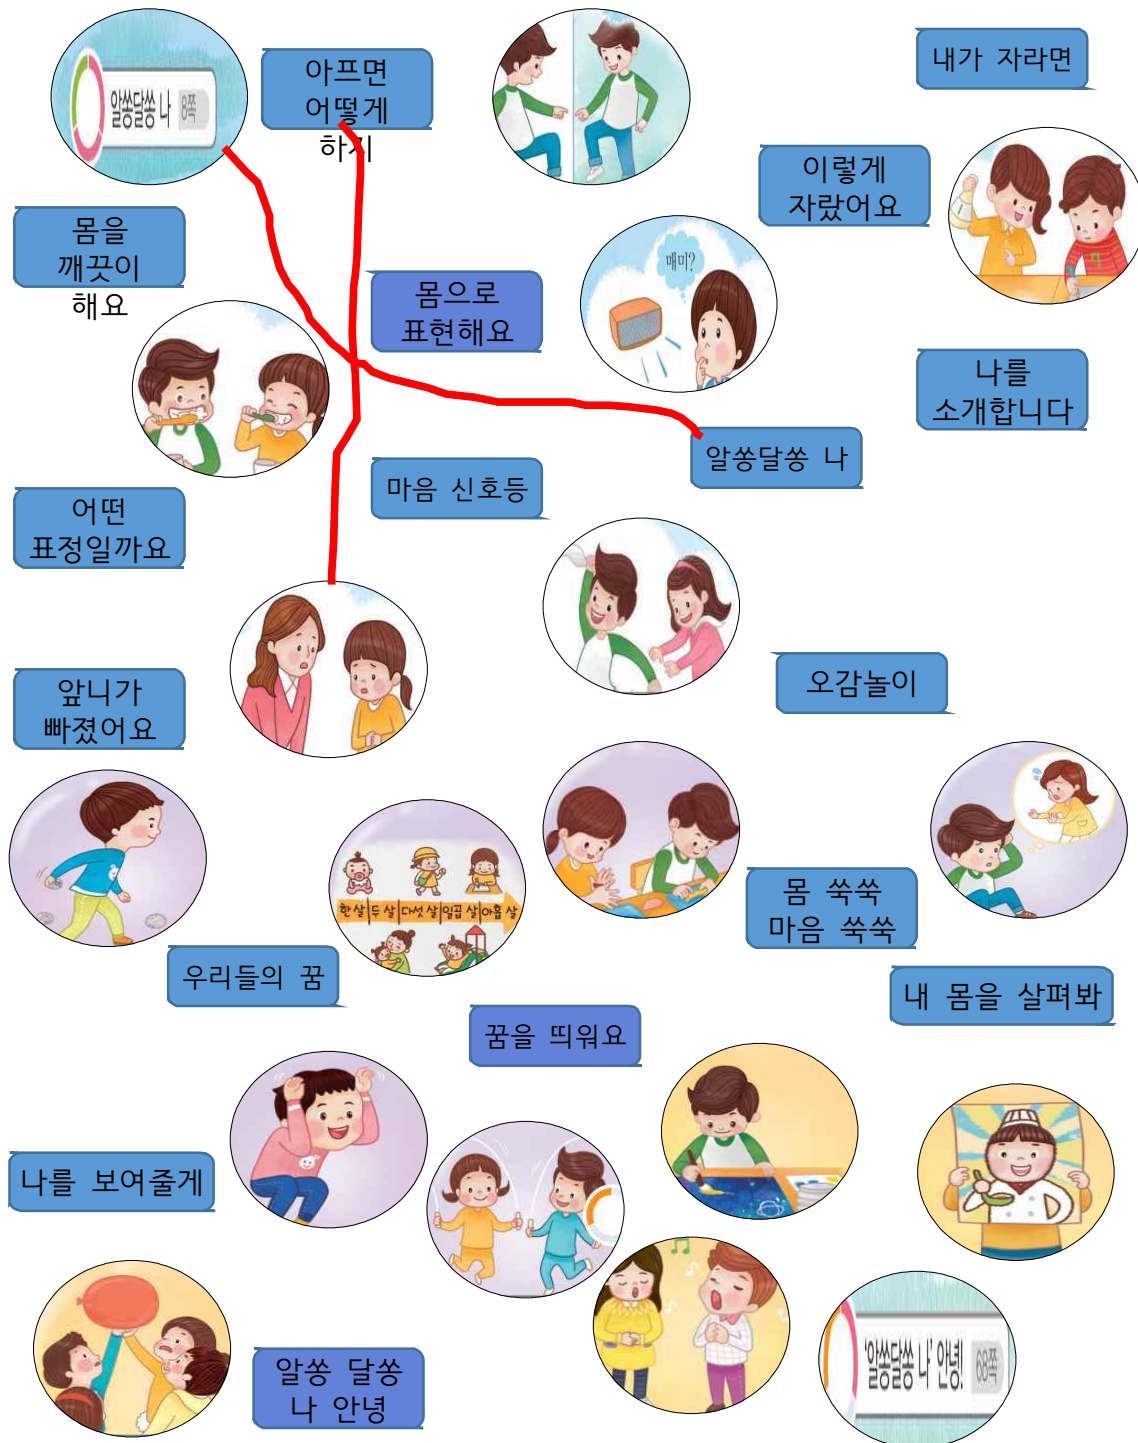 알쏭달쏭 나 8쪽
아프면
어떻게
하지
내가 자라면
이렇게
자랐어요
몸을
깨끗이
해요
몸으로
표현해요
매미?
나를
소개합니다
알쏭달쏭 나
마음 신호등
어떤
표정일까요
앞니가
빠졌어요
오감놀이
한 살 두 살 다섯 살 일곱 살 아홉 살
몸 쑥쑥
마음 쑥쑥
우리들의 꿈
내 몸을 살펴봐
꿈을 띄워요
나를 보여줄게
알쏭 달쏭
나 안녕
'알쏭달쏭 나' 안녕! 68쪽